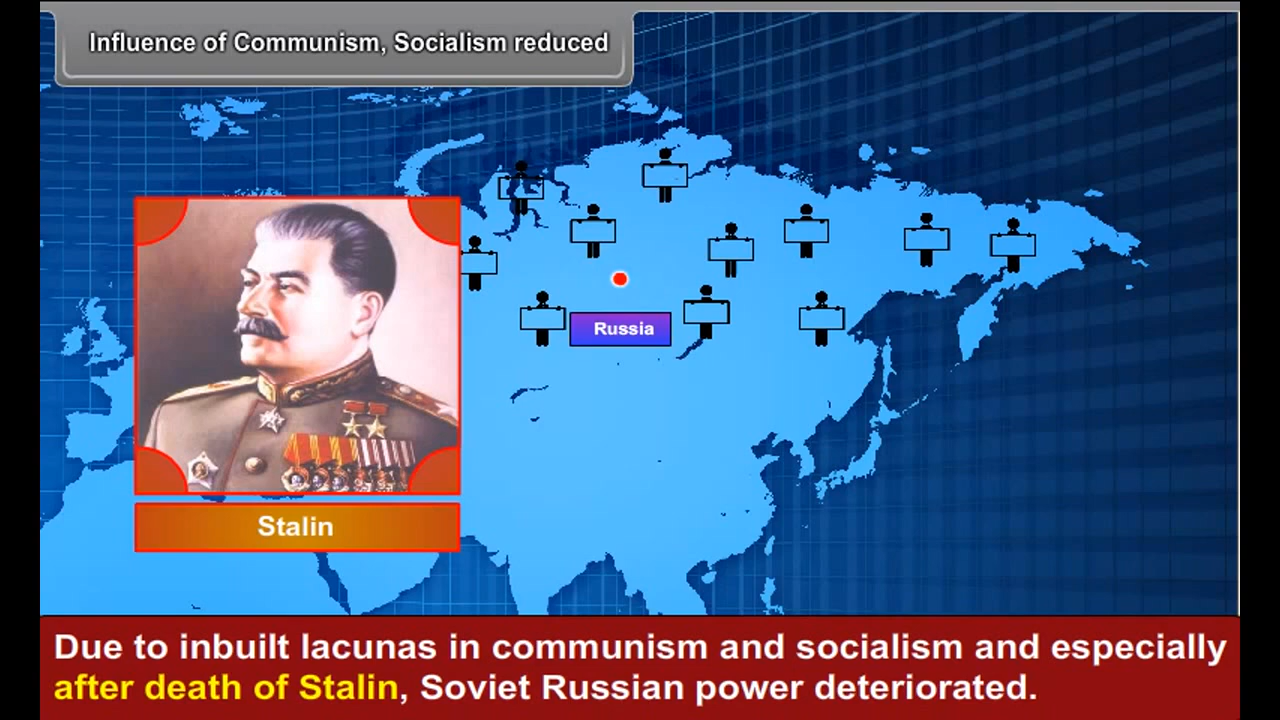 Influence of Communism, Socialism reduced
Russia
Stalin
Due to inbuilt lacunas in communism and socialism and especially
after death of Stalin, Soviet Russian power deteriorated.